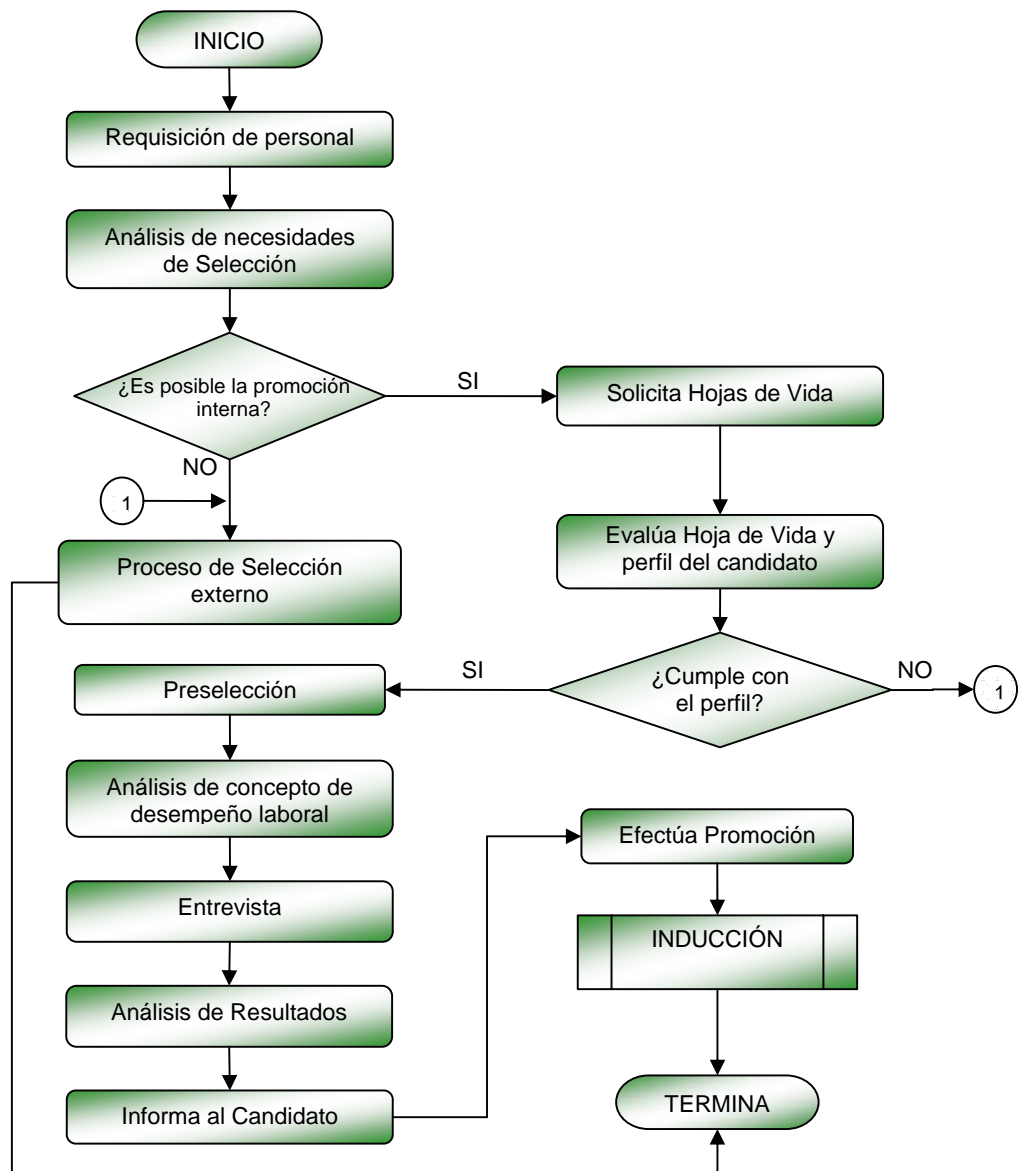 INICIO
Requisición de personal
Análisis de necesidades
de Selección
¿Es posible la promoción
interna?
SI
Solicita Hojas de Vida
NO
1
Evalúa Hoja de Vida y
perfil del candidato
Proceso de Selección
externo
¿Cumple con
el perfil?
SI
NO
1
Preselección
Análisis de concepto de
desempeño laboral
Entrevista
Análisis de Resultados
Informa al Candidato
Efectúa Promoción
INDUCCIÓN
TERMINA